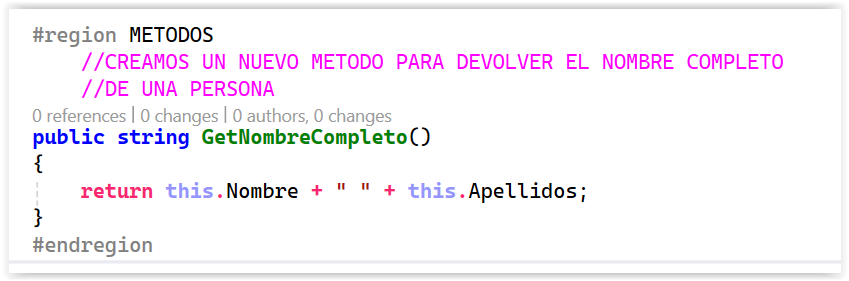 #region METODOS
//CREAMOS UN NUEVO METODO PARA DEVOLVER EL NOMBRE COMPLETO
//DE UNA PERSONA
0 references | 0 changes | 0 authors, 0 changes
public string GetNombreCompleto()
{
return this.Nombre + " " + this.Apellidos;
}
#endregion